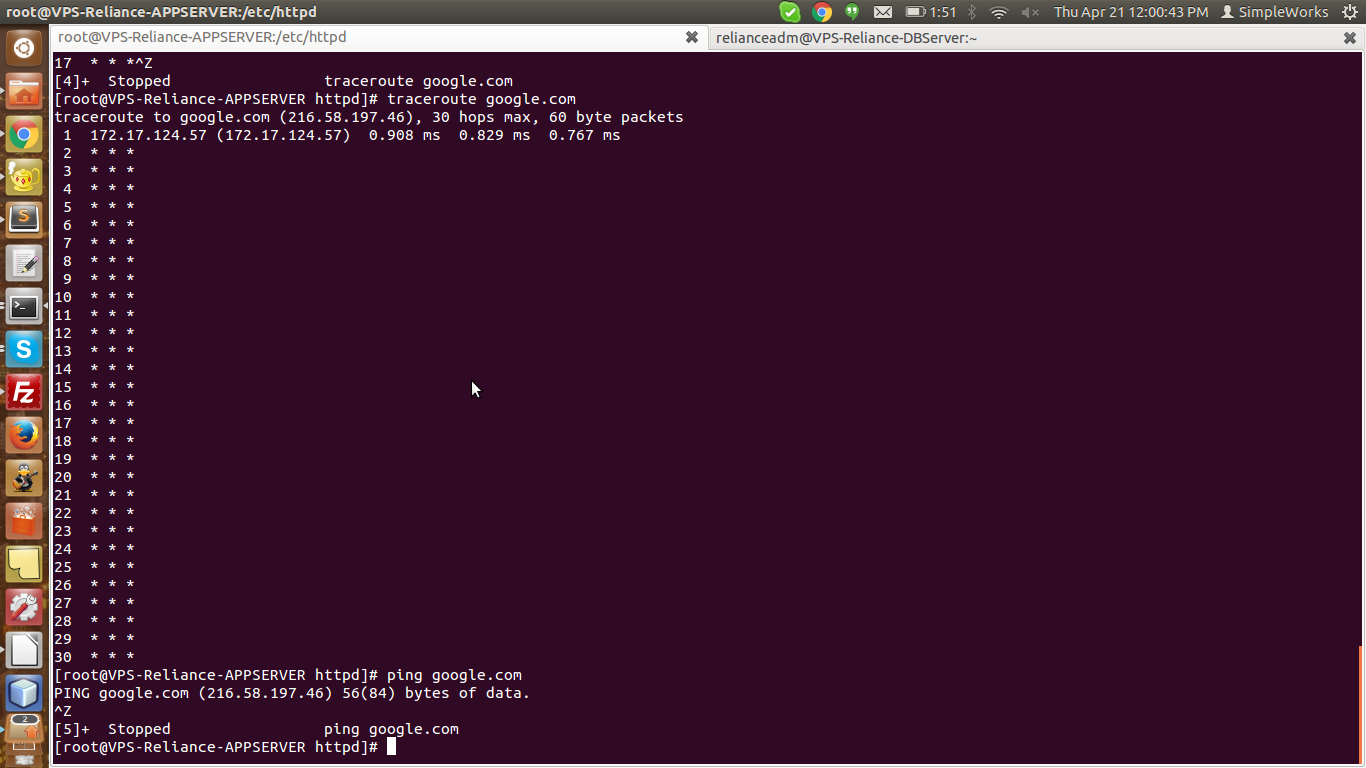 root@VPS-Reliance-APPSERVER:/etc/httpd
1:51
Thu Apr 21 12:00:43 PM
SimpleWorks
root@VPS-Reliance-APPSERVER:/etc/httpd
relianceadm@VPS-Reliance-DBServer:~
17  * * *^Z
[4]+  Stopped                 traceroute google.com
[root@VPS-Reliance-APPSERVER httpd]# traceroute google.com
traceroute to google.com (216.58.197.46), 30 hops max, 60 byte packets
 1  172.17.124.57 (172.17.124.57)  0.908 ms  0.829 ms  0.767 ms
 2  * * *
 3  * * *
 4  * * *
 5  * * *
 6  * * *
 7  * * *
 8  * * *
 9  * * *
10  * * *
11  * * *
12  * * *
13  * * *
14  * * *
15  * * *
16  * * *
17  * * *
18  * * *
19  * * *
20  * * *
21  * * *
22  * * *
23  * * *
24  * * *
25  * * *
26  * * *
27  * * *
28  * * *
29  * * *
30  * * *
[root@VPS-Reliance-APPSERVER httpd]# ping google.com
PING google.com (216.58.197.46) 56(84) bytes of data.
^Z
[5]+  Stopped                 ping google.com
[root@VPS-Reliance-APPSERVER httpd]#
S
>_
S
Fz
2